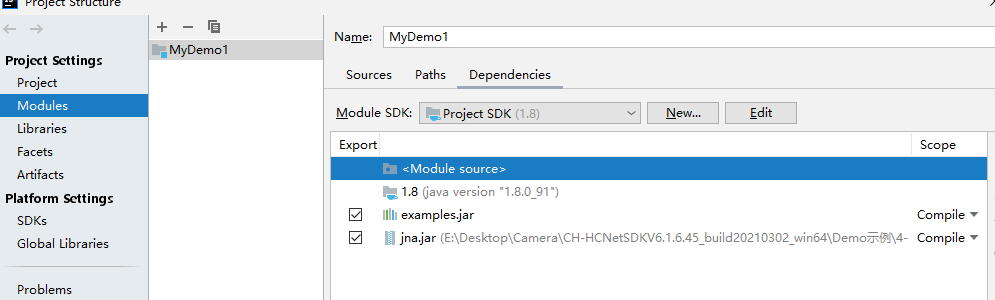 Project Structure
Project Settings
Project
Modules
Libraries
Facets
Artifacts
Platform Settings
SDKs
Global Libraries
Problems
MyDemo1
Name: MyDemo1
Sources Paths Dependencies
Module SDK: Project SDK (1.8) New... Edit
Export Scope
<Module source>
1.8 (java version "1.8.0_91")
examples.jar Compile
jna.jar (E:\Desktop\Camera\CH-HCNetSDKV6.1.6.45_build20210302_win64\Demo示例\4- Compile